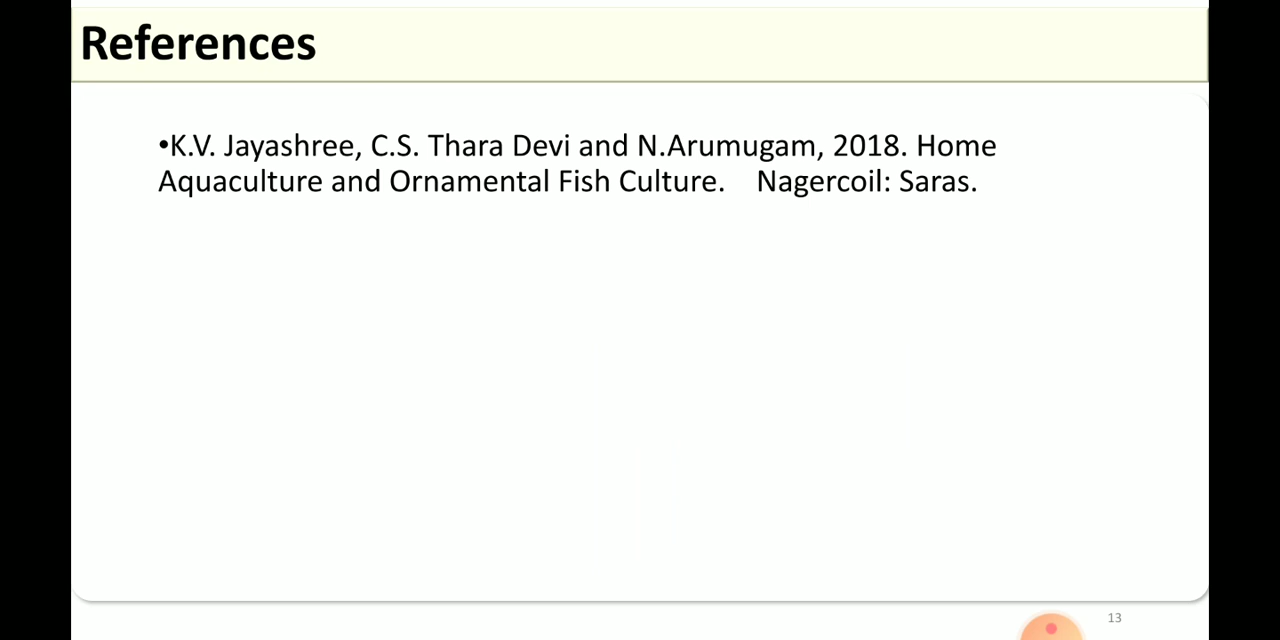 References
•K.V. Jayashree, C.S. Thara Devi and N.Arumugam, 2018. Home
Aquaculture and Ornamental Fish Culture.    Nagercoil: Saras.
13